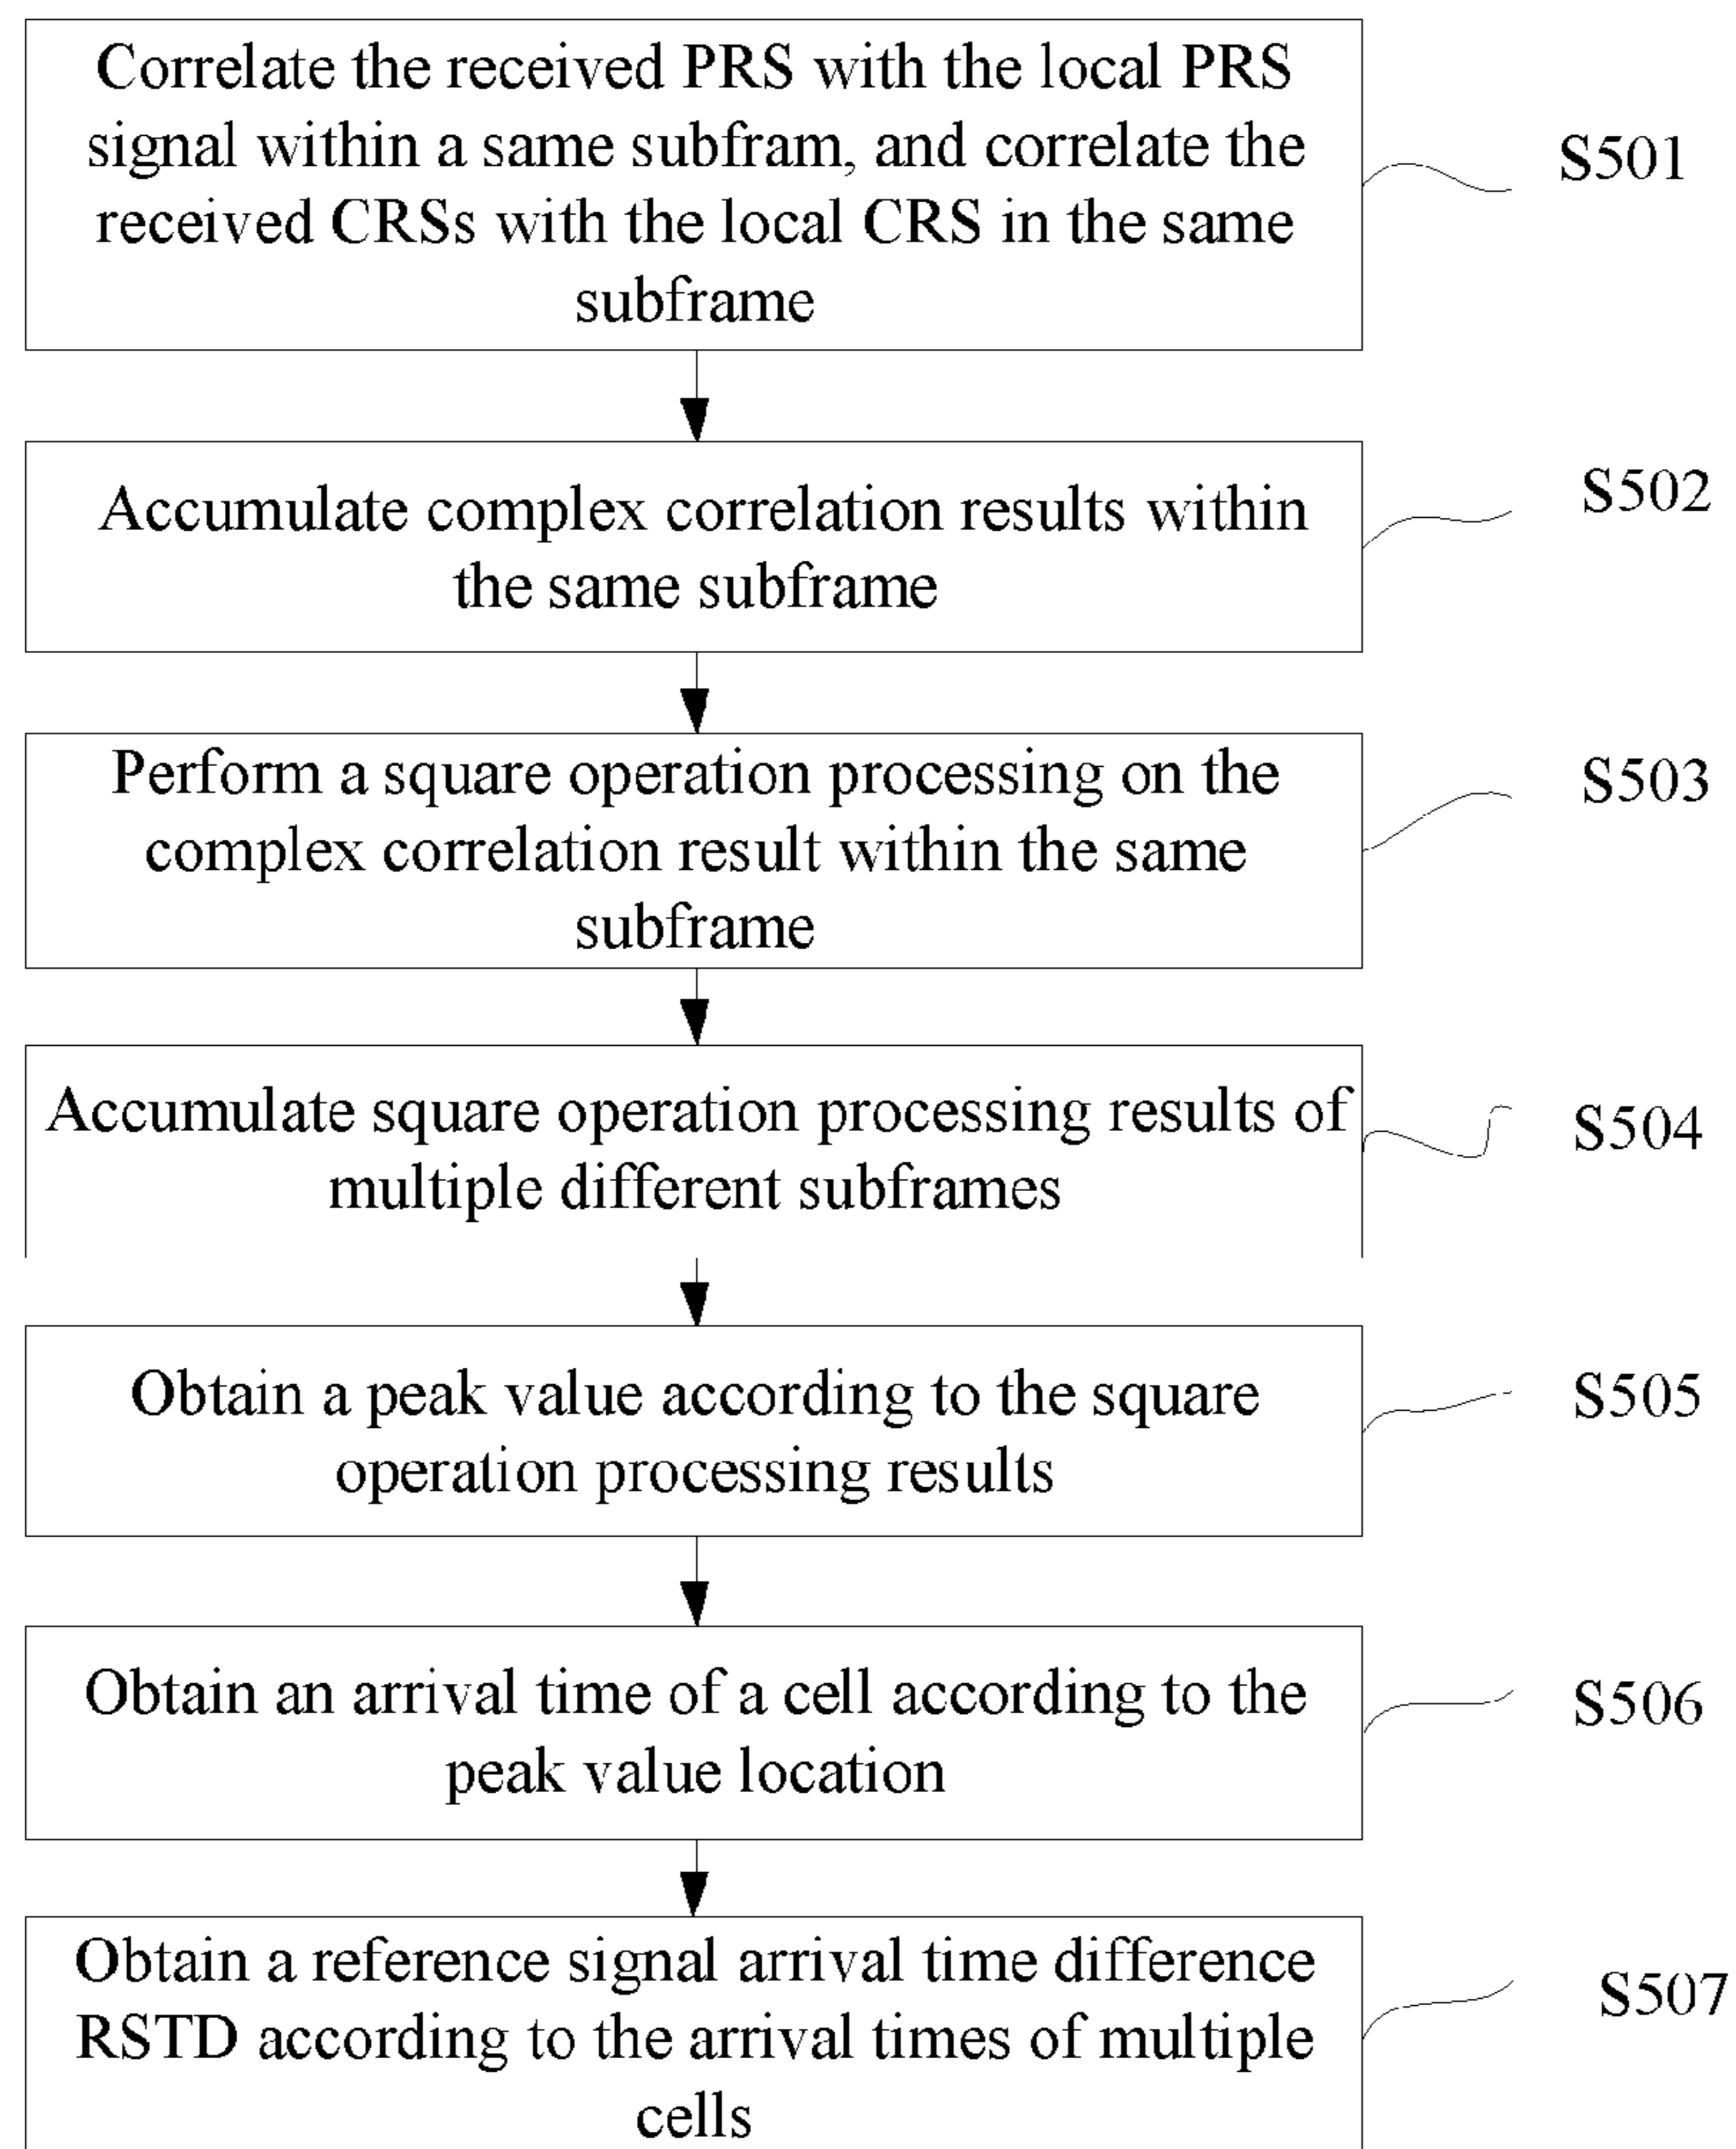 Correlate the received PRS with the local PRS
signal within a same subfram, and correlate the
received CRSs with the local CRS in the same
subframe
S501
Accumulate complex correlation results within
the same subframe
S502
Perform a square operation processing on the
complex correlation result within the same
subframe
S503
Accumulate square operation processing results of
multiple different subframes
S504
Obtain a peak value according to the square
operation processing results
S505
Obtain an arrival time of a cell according to the
peak value location
S506
Obtain a reference signal arrival time difference
RSTD according to the arrival times of multiple
cells
S507